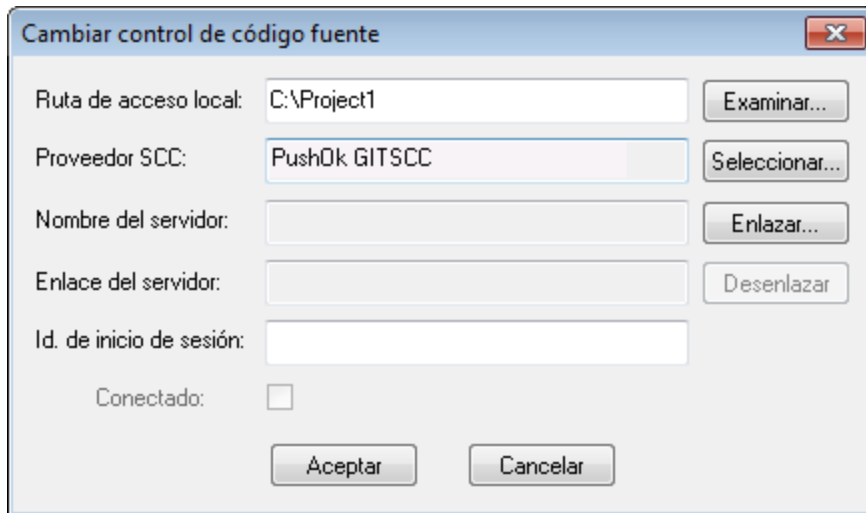 Cambiar control de código fuente
Ruta de acceso local: C:\Project1 Examinar...
Proveedor SCC: PushOk GITSCC Seleccionar...
Nombre del servidor: Enlazar...
Enlace del servidor: Desenlazar
Id. de inicio de sesión:
Conectado:
Aceptar Cancelar